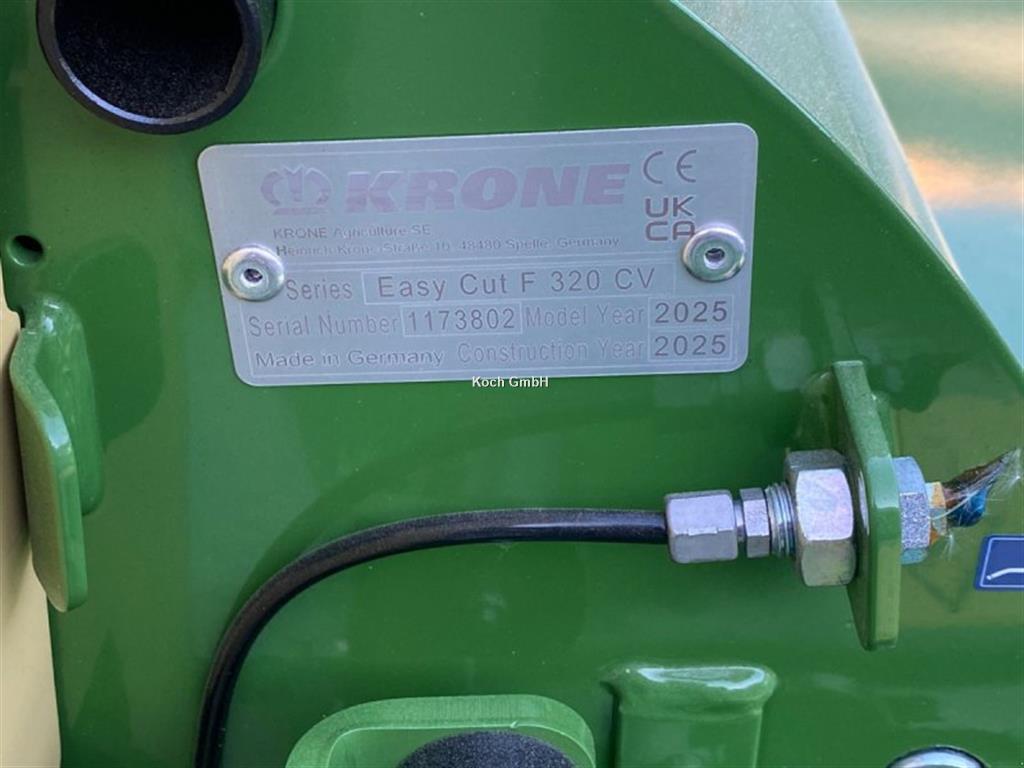 KRONE CE
UK
CA
KRONE Agriculture SE
Heinrich-Krone-Straße 10, 48480 Spelle, Germany
Series Easy Cut F 320 CV
Serial Number 1173802 Model Year 2025
Made in Germany Construction Year 2025
Koch GmbH